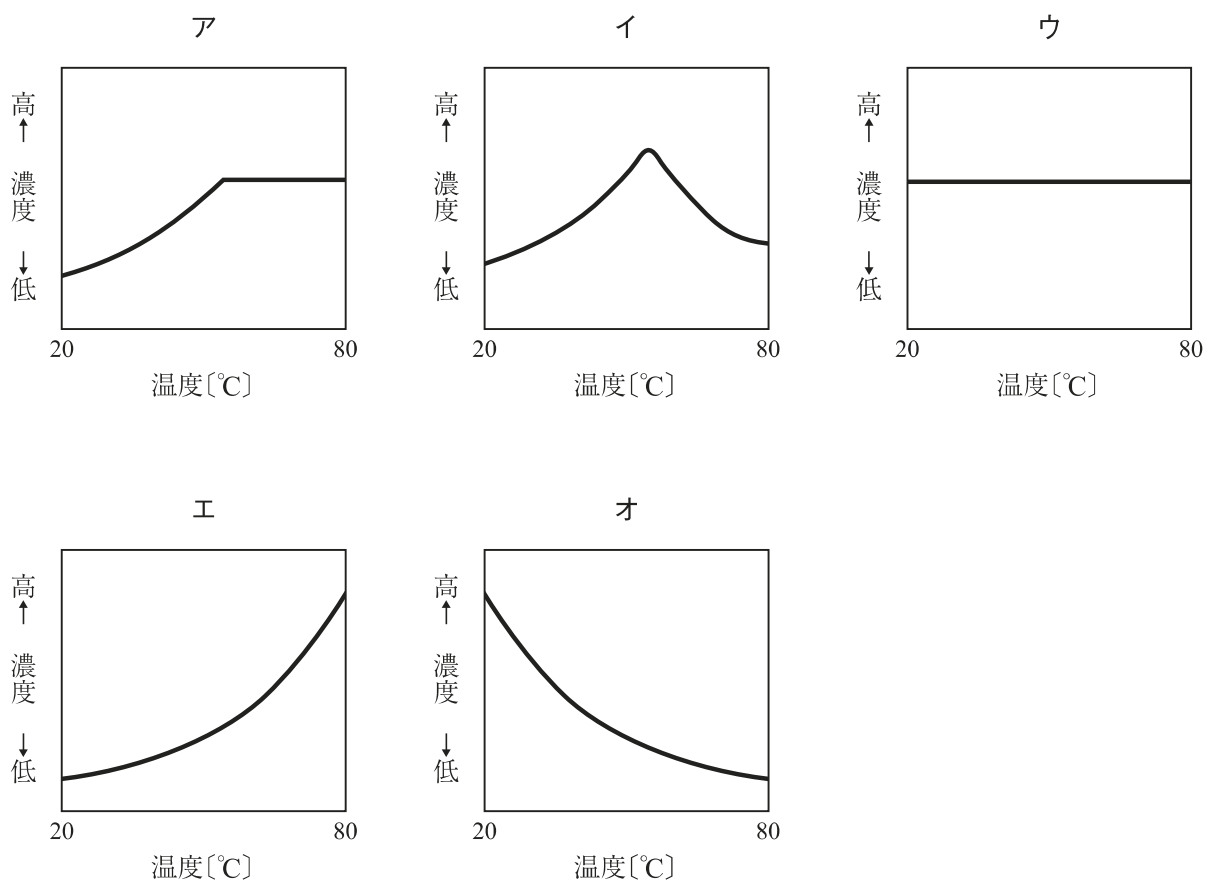 ア
高
↑
濃度
↓
低
20 80
温度〔℃〕
イ
高
↑
濃度
↓
低
20 80
温度〔℃〕
ウ
高
↑
濃度
↓
低
20 80
温度〔℃〕
エ
高
↑
濃度
↓
低
20 80
温度〔℃〕
オ
高
↑
濃度
↓
低
20 80
温度〔℃〕